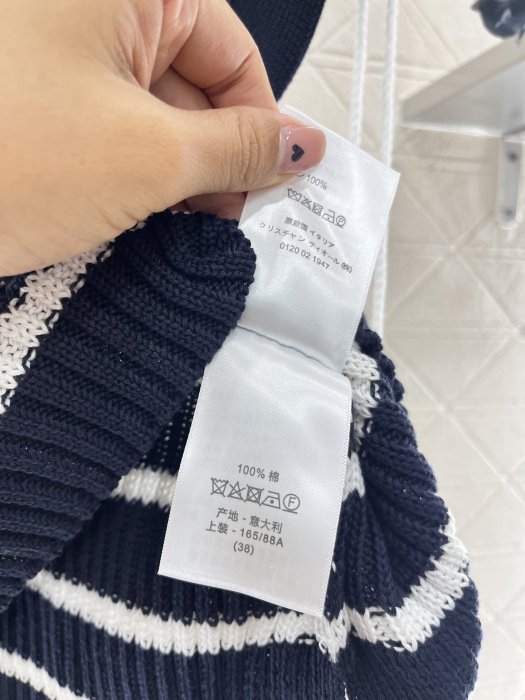 100%
原産国 イタリア
クリスチャン ディオール ㈱
0120 02 1947
100% 棉
产地 - 意大利
上装 - 165/88A
(38)